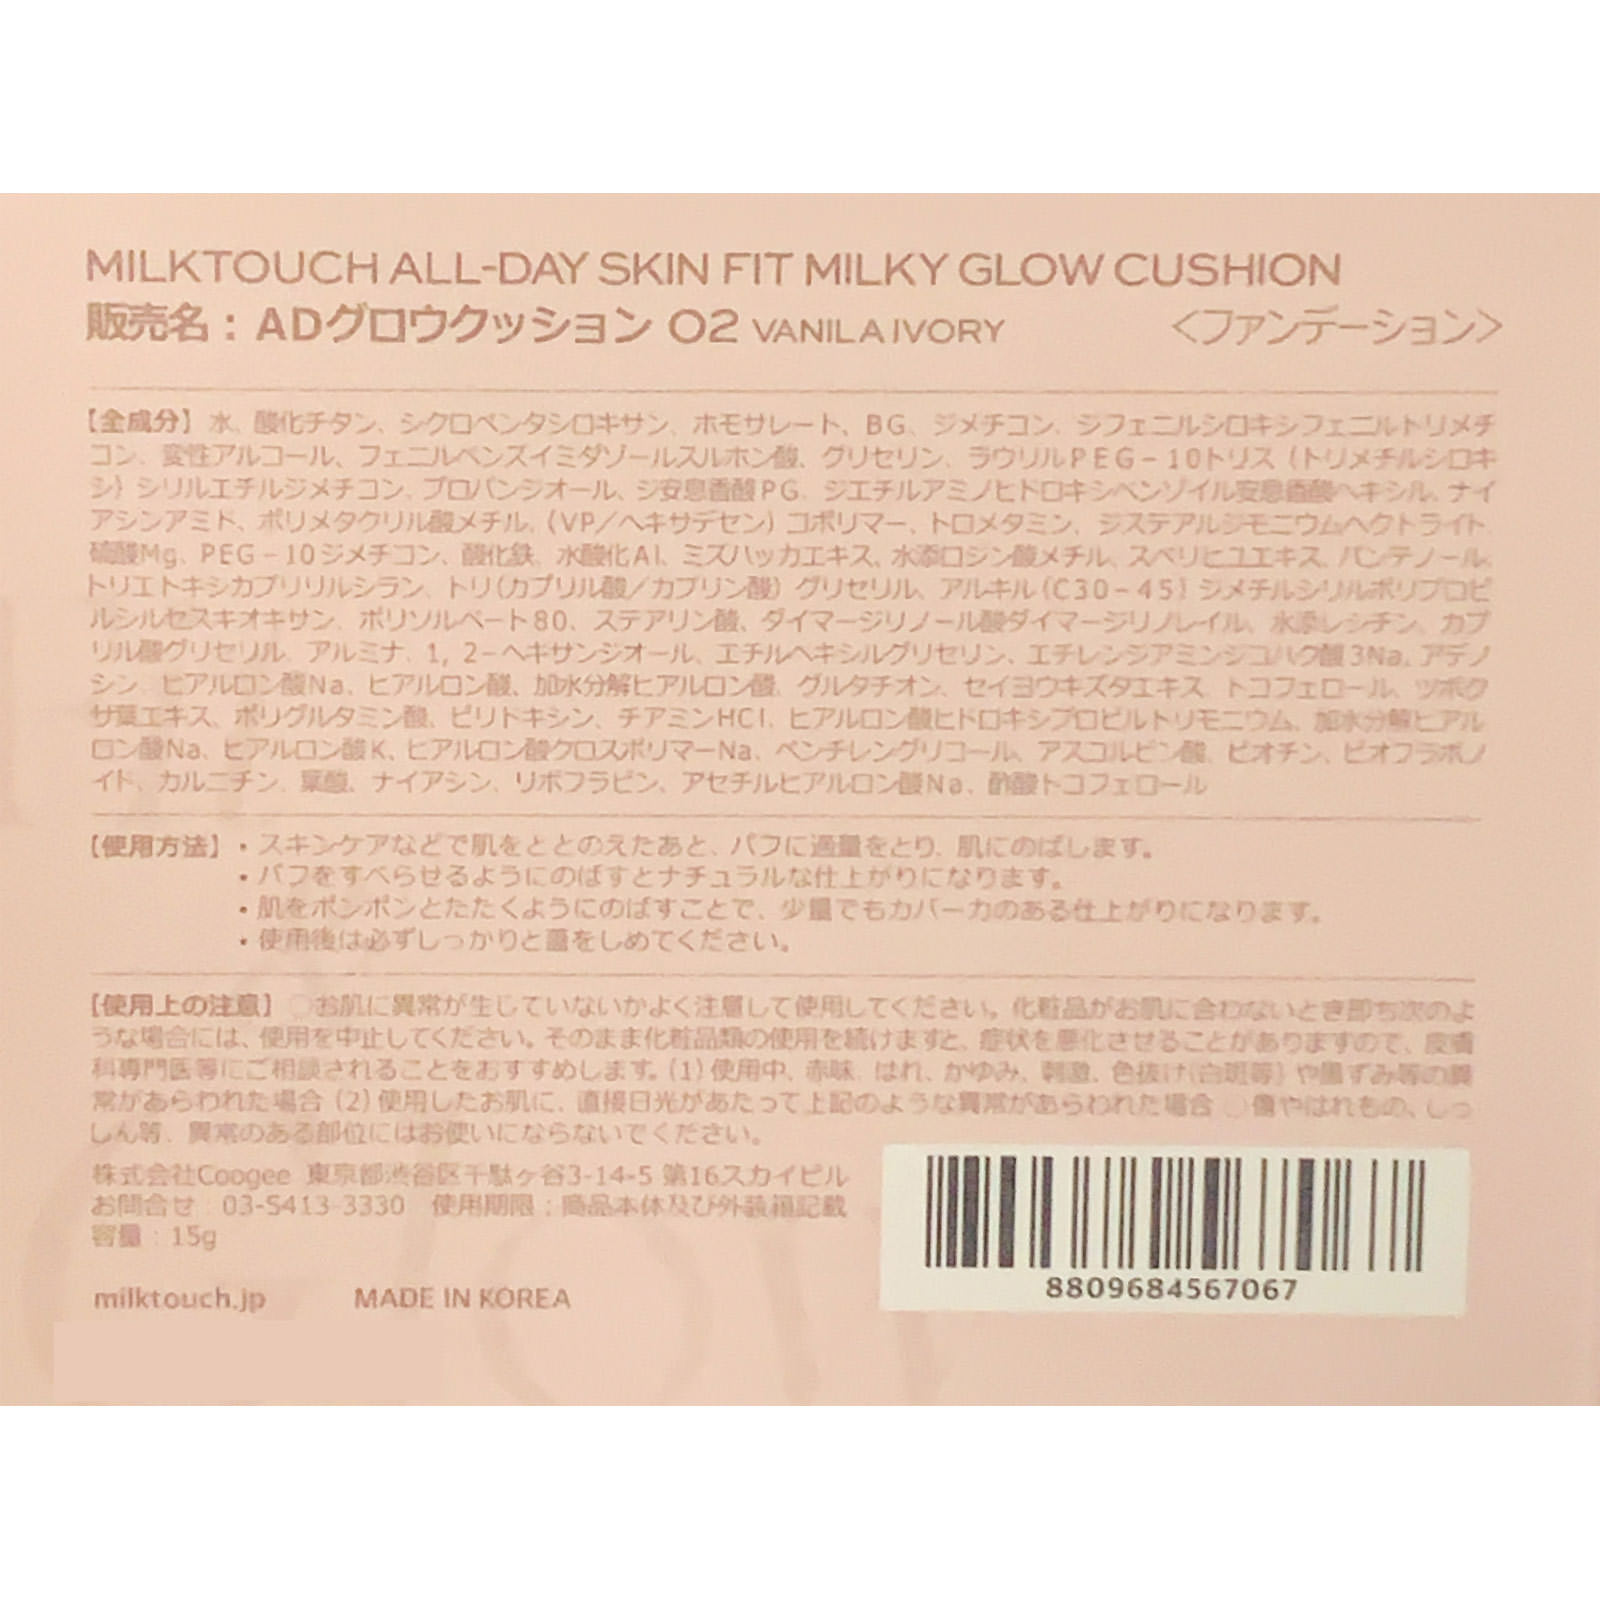 MILKTOUCH ALL-DAY SKIN FIT MILKY GLOW CUSHION
販売名：ADグロウクッション 02 VANILA IVORY <ファンデーション>
【全成分】水、酸化チタン、シクロペンタシロキサン、ホモサレート、BG、ジメチコン、ジフェニルシロキシフェニルトリメチ
コン、変性アルコール、フェニルベンズイミダゾールスルホン酸、グリセリン、ラウリルPEG-10トリス（トリメチルシロキ
シ）シリルエチルジメチコン、プロパンジオール、ジ安息香酸PG、ジエチルアミノヒドロキシベンゾイル安息香酸ヘキシル、ナイ
アシンアミド、ポリメタクリル酸メチル、（VP/ヘキサデセン）コポリマー、トロメタミン、ジステアルジモニウムヘクトライト、
硫酸Mg、PEG-10ジメチコン、酸化鉄、水酸化Al、ミズハッカエキス、水添ロジン酸メチル、スベリヒユエキス、パンテノール、
トリエトキシカプリリルシラン、トリ（カプリル酸/カプリン酸）グリセリル、アルキル（C30-45）ジメチルシリルポリプロピ
ルシルセスキオキサン、ポリソルベート80、ステアリン酸、ダイマージリノール酸ダイマージリノレイル、水添レシチン、カプ
リル酸グリセリル、アルミナ、1,2-ヘキサンジオール、エチルヘキシルグリセリン、エチレンジアミンジコハク酸3Na、アデノ
シン、ヒアルロン酸Na、ヒアルロン酸、加水分解ヒアルロン酸、グルタチオン、セイヨウキズタエキス、トコフェロール、ツボク
サ葉エキス、ポリグルタミン酸、ピリドキシン、チアミンHCl、ヒアルロン酸ヒドロキシプロピルトリモニウム、加水分解ヒアル
ロン酸Na、ヒアルロン酸K、ヒアルロン酸クロスポリマーNa、ペンチレングリコール、アスコルビン酸、ビオチン、ビオフラボノ
イド、カルニチン、葉酸、ナイアシン、リボフラビン、アセチルヒアルロン酸Na、酢酸トコフェロール
【使用方法】・スキンケアなどで肌をととのえたあと、パフに適量をとり、肌にのばします。
・パフをすべらせるようにのばすとナチュラルな仕上がりになります。
・肌をポンポンとたたくようにのばすことで、少量でもカバー力のある仕上がりになります。
・使用後は必ずしっかりと蓋をしめてください。
【使用上の注意】○お肌に異常が生じていないかよく注意して使用してください。化粧品がお肌に合わないとき即ち次のよ
うな場合には、使用を中止してください。そのまま化粧品類の使用を続けますと、症状を悪化させることがありますので、皮膚
科専門医等にご相談されることをおすすめします。（1）使用中、赤味、はれ、かゆみ、刺激、色抜け（白斑等）や黒ずみ等の異
常があらわれた場合（2）使用したお肌に、直接日光があたって上記のような異常があらわれた場合 ○傷やはれもの、しっ
しん等、異常のある部位にはお使いにならないでください。
株式会社Coogee 東京都渋谷区千駄ヶ谷3-14-5 第16スカイビル
お問合せ：03-5413-3330 使用期限：商品本体及び外装箱記載
容量：15g
milktouch.jp MADE IN KOREA
8809684567067